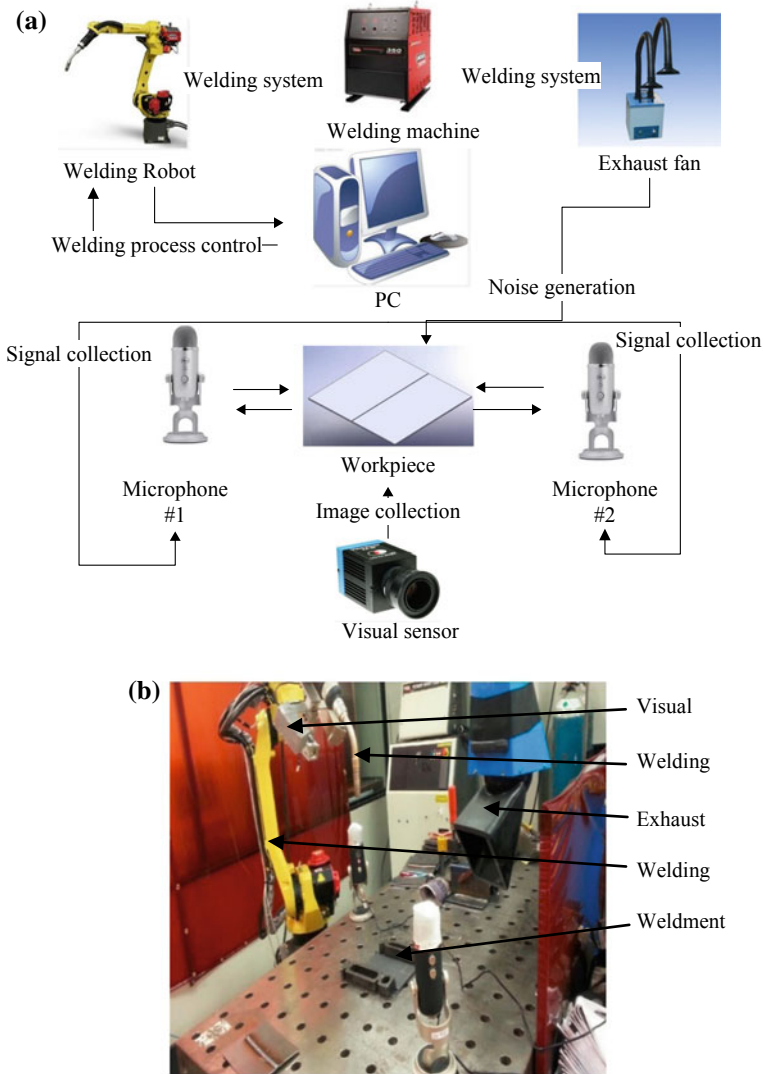 (a)
Welding system
Welding system
350
Welding machine
Welding Robot
Exhaust fan
Welding process control
PC
Noise generation
Signal collection
Signal collection
Workpiece
Microphone
#1
Microphone
#2
Image collection
Visual sensor
(b)
Visual
Welding
Exhaust
Welding
Weldment